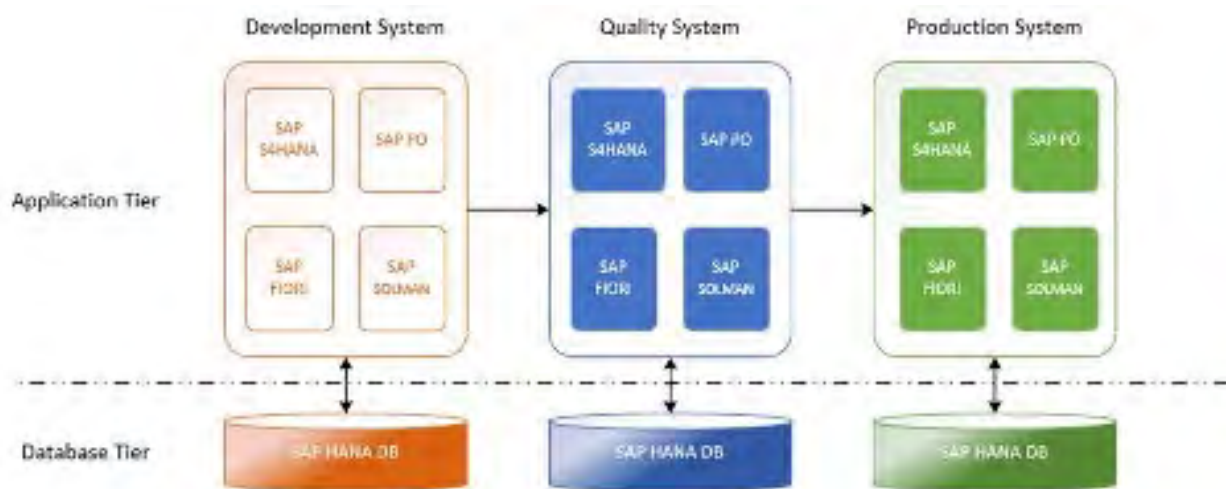 Development System
Quality System
Production System
Application Tier
SAP
S4HANA
SAP PO
SAP
FIORI
SAP
SOLMAN
SAP
S4HANA
SAP PO
SAP
FIORI
SAP
SOLMAN
SAP
S4HANA
SAP PO
SAP
FIORI
SAP
SOLMAN
Database Tier
SAP HANA DB
SAP HANA DB
SAP HANA DB